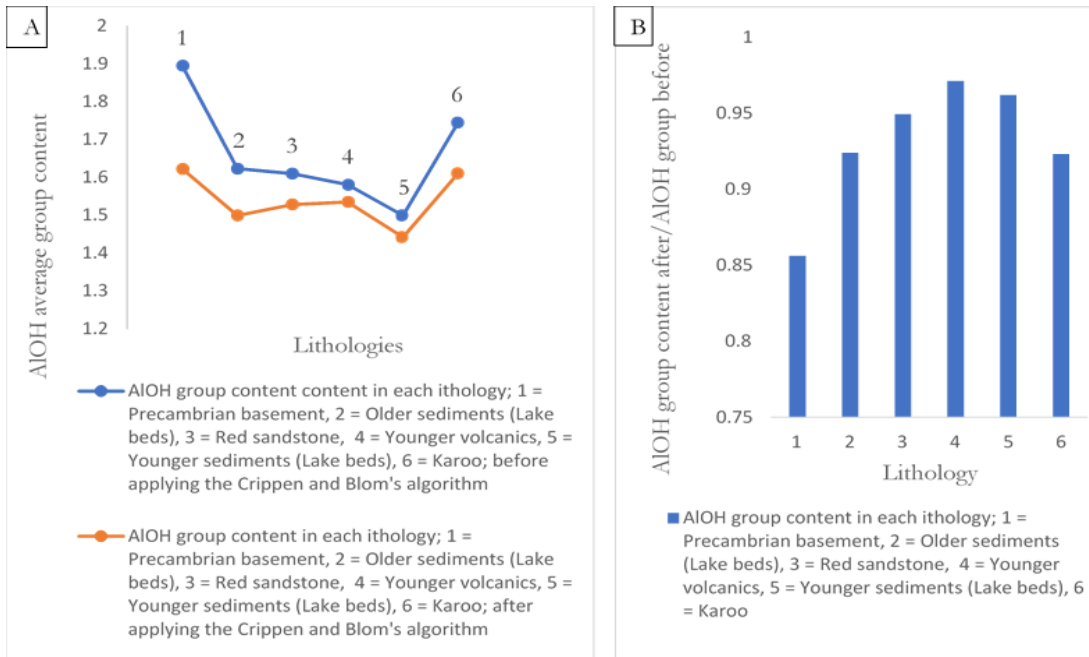 A
2
1.9
1.8
1.7
1.6
1.5
1.4
1.3
1.2
AlOH average group content
1
2
3
4
5
6
Lithologies
AlOH group content content in each ithology; 1 =
Precambrian basement, 2 = Older sediments (Lake
beds), 3 = Red sandstone, 4 = Younger volcanics, 5 =
Younger sediments (Lake beds), 6 = Karoo; before
applying the Crippen and Blom's algorithm
AlOH group content in each ithology; 1 =
Precambrian basement, 2 = Older sediments (Lake
beds), 3 = Red sandstone, 4 = Younger volcanics, 5 =
Younger sediments (Lake beds), 6 = Karoo; after
applying the Crippen and Blom's algorithm
B
AlOH group content after/AlOH group before
1
0.95
0.9
0.85
0.8
0.75
1 2 3 4 5 6
Lithology
AlOH group content in each ithology; 1 =
Precambrian basement, 2 = Older sediments
(Lake beds), 3 = Red sandstone, 4 = Younger
volcanics, 5 = Younger sediments (Lake beds), 6
= Karoo